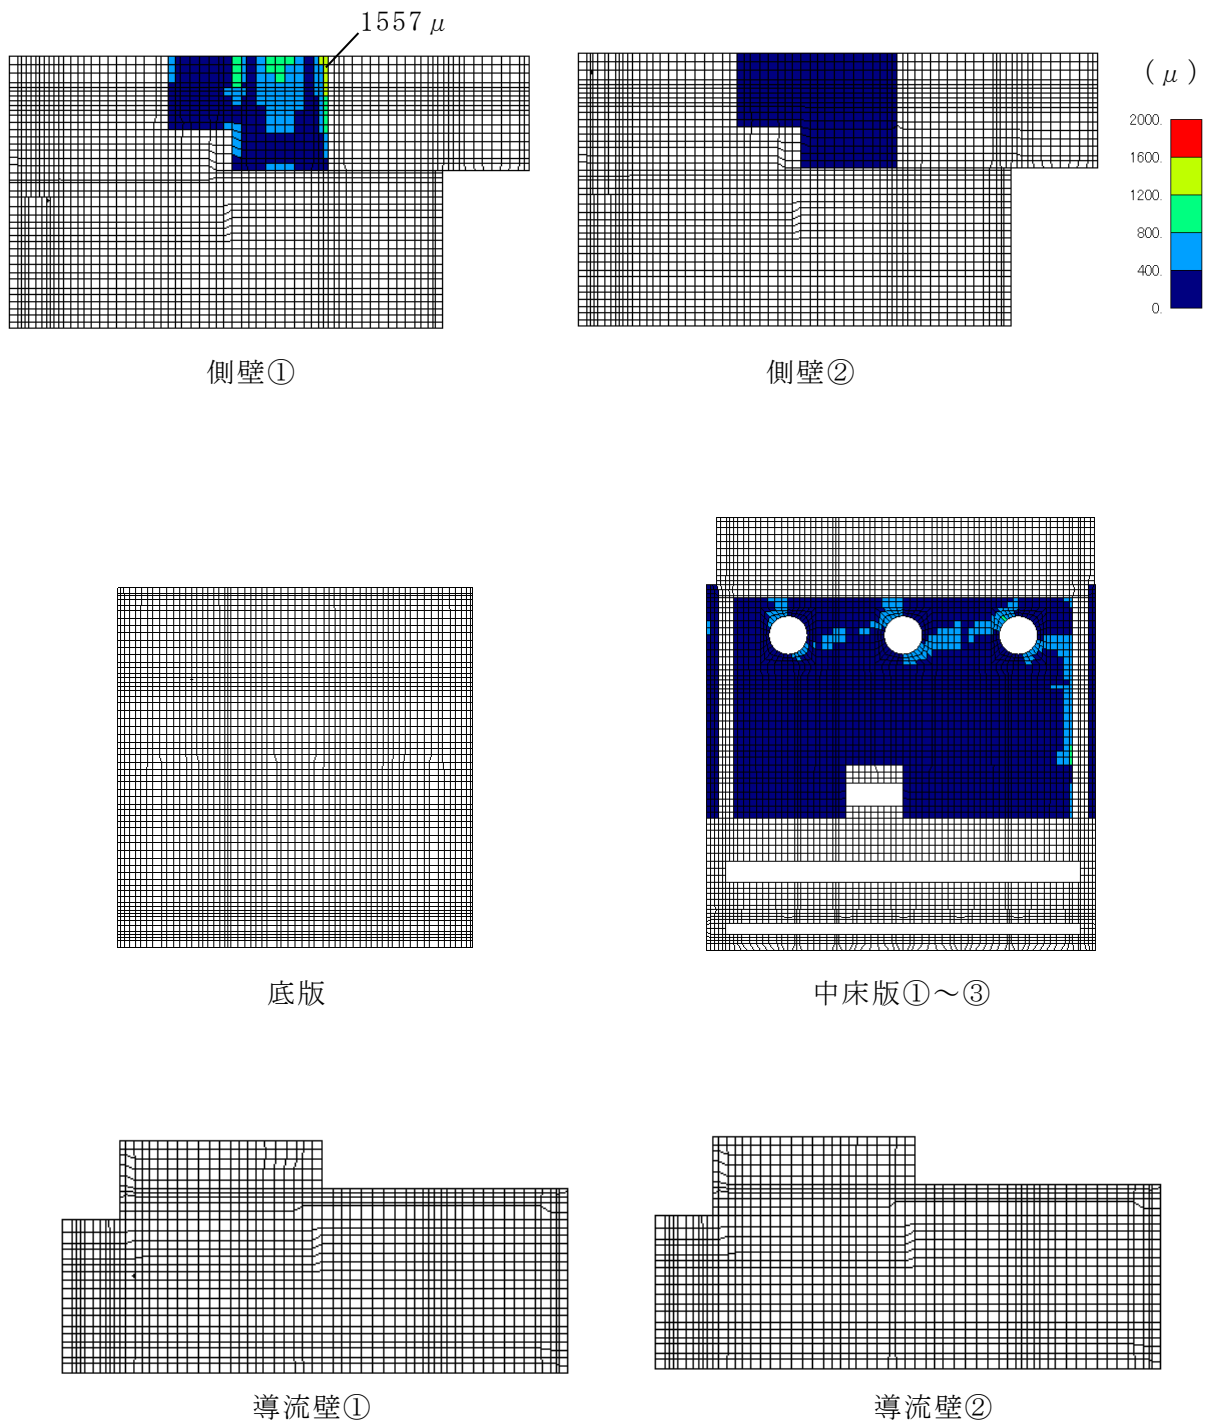 1557μ
(μ)
2000.
1600.
1200.
800.
400.
0.
側壁①
側壁②
底版
中床版①～③
導流壁①
導流壁②